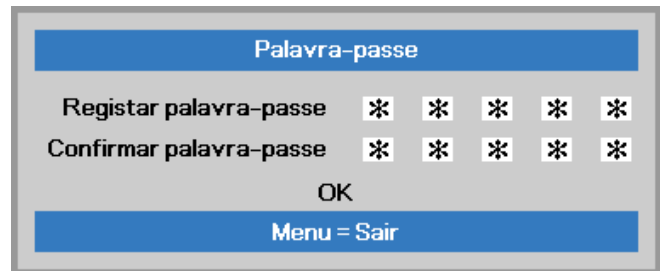 Palavra-passe
Registar palavra-passe * * * * *
Confirmar palavra-passe * * * * *
OK
Menu = Sair